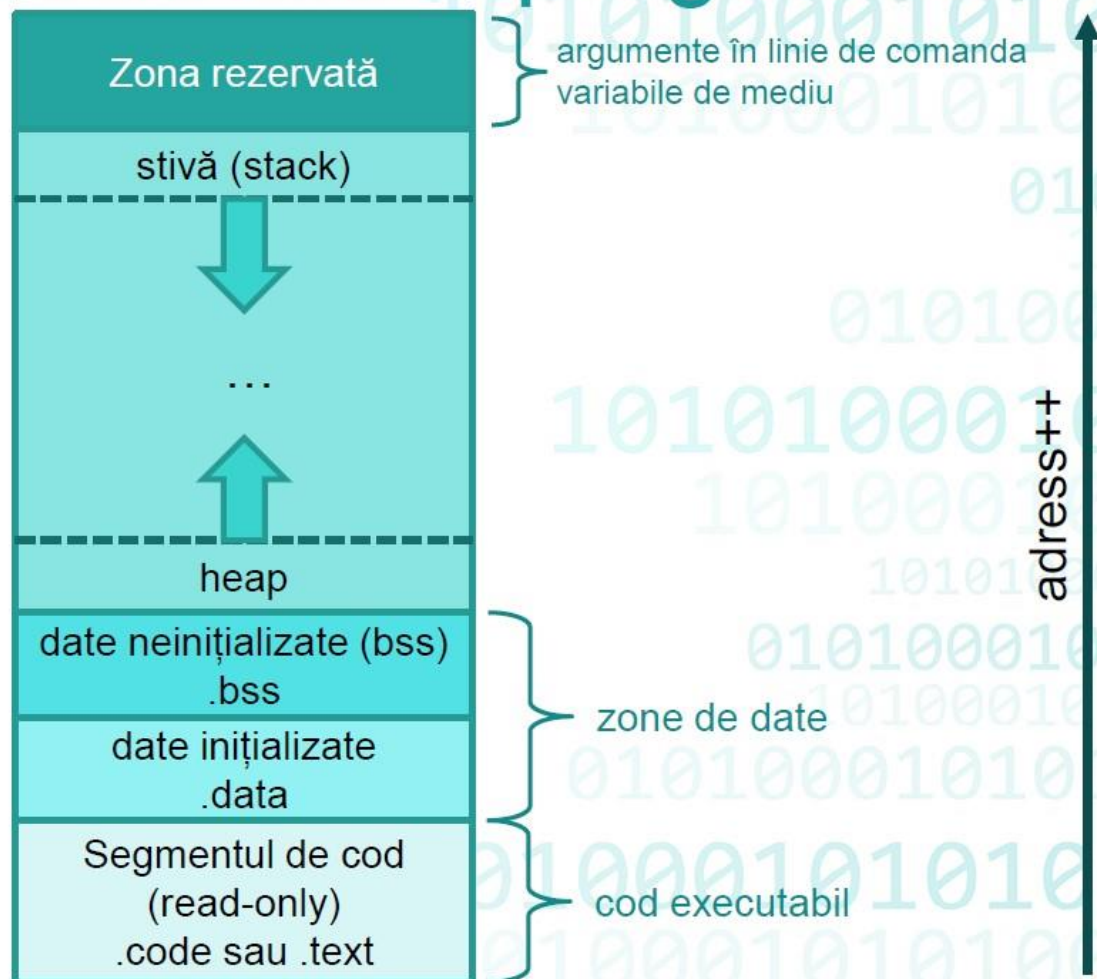 Zona rezervată
argumente în linie de comanda
variabile de mediu
stivă (stack)
...
heap
date neinițializate (bss)
.bss
date inițializate
.data
zone de date
Segmentul de cod
(read-only)
.code sau .text
cod executabil
adress++